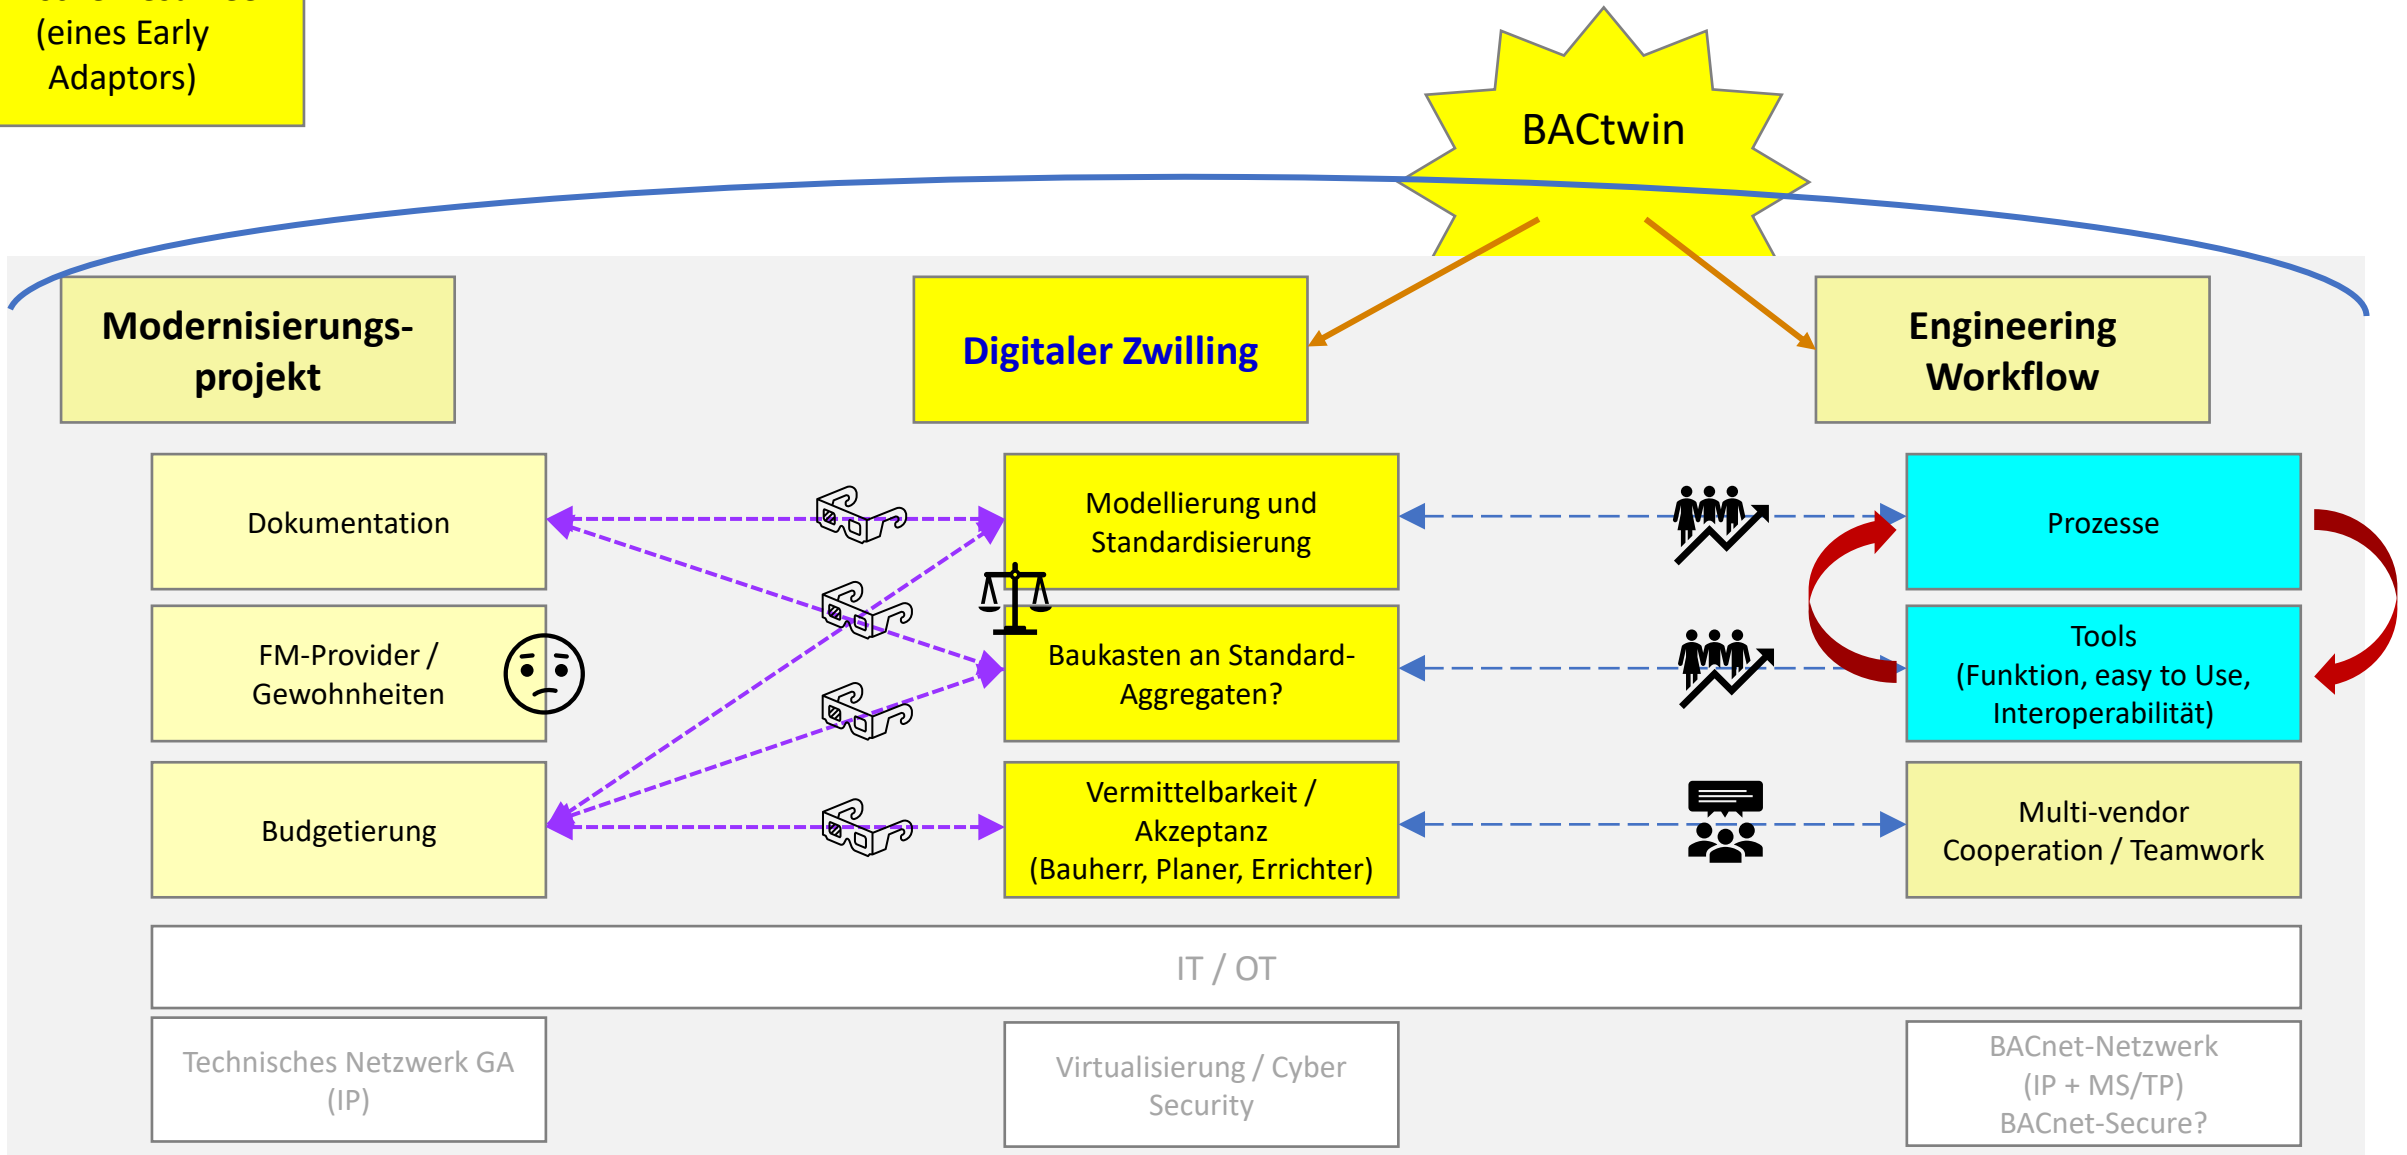 (eines Early
Adaptors)
BACtwin
Modernisierungs-
projekt
Digitaler Zwilling
Engineering
Workflow
Dokumentation
Modellierung und
Standardisierung
Prozesse
FM-Provider /
Gewohnheiten
Baukasten an Standard-
Aggregaten?
Tools
(Funktion, easy to Use,
Interoperabilität)
Budgetierung
Vermittelbarkeit /
Akzeptanz
(Bauherr, Planer, Errichter)
Multi-vendor
Cooperation / Teamwork
IT / OT
Technisches Netzwerk GA
(IP)
Virtualisierung / Cyber
Security
BACnet-Netzwerk
(IP + MS/TP)
BACnet-Secure?